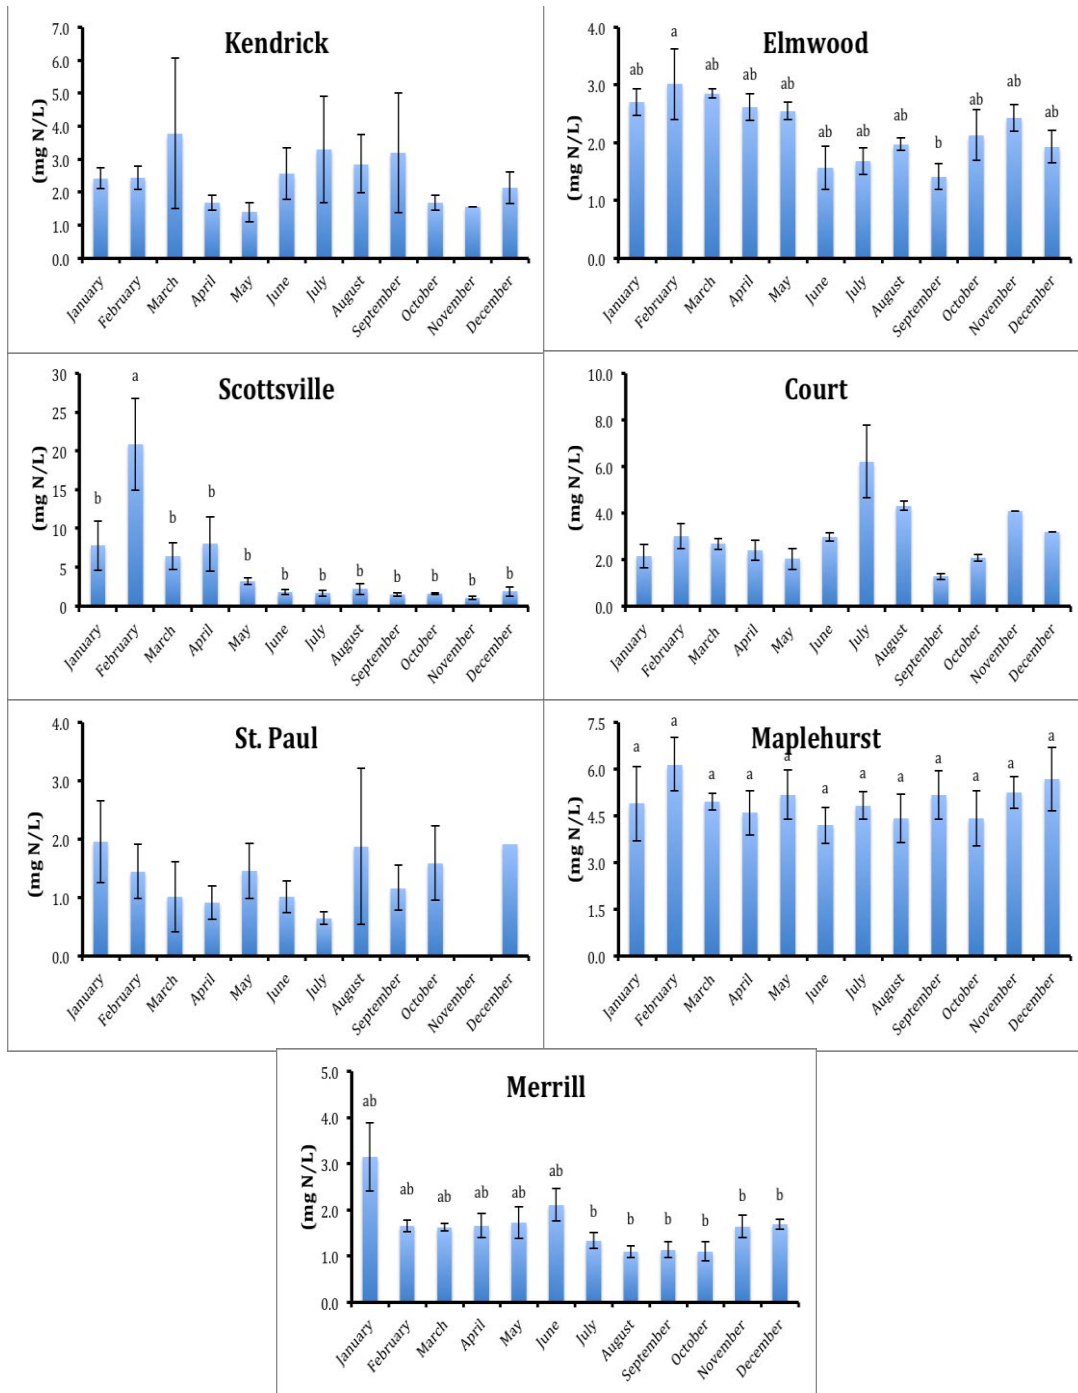 Kendrick
(mg N/L)
7.0
6.0
5.0
4.0
3.0
2.0
1.0
0.0
January
February
March
April
May
June
July
August
September
October
November
December
Elmwood
(mg N/L)
4.0
3.0
2.0
1.0
0.0
ab
a
ab
ab
ab
ab
ab
ab
b
ab
ab
ab
January
February
March
April
May
June
July
August
September
October
November
December
Scottsville
(mg N/L)
30
25
20
15
10
5
0
b
a
b
b
b
b
b
b
b
b
b
b
January
February
March
April
May
June
July
August
September
October
November
December
Court
(mg N/L)
10.0
8.0
6.0
4.0
2.0
0.0
January
February
March
April
May
June
July
August
September
October
November
December
St. Paul
(mg N/L)
4.0
3.0
2.0
1.0
0.0
January
February
March
April
May
June
July
August
September
October
November
December
Maplehurst
(mg N/L)
7.5
6.0
4.5
3.0
1.5
0.0
a
a
a
a
a
a
a
a
a
a
a
a
January
February
March
April
May
June
July
August
September
October
November
December
Merrill
(mg N/L)
5.0
4.0
3.0
2.0
1.0
0.0
ab
ab
ab
ab
ab
ab
b
b
b
b
b
b
January
February
March
April
May
June
July
August
September
October
November
December